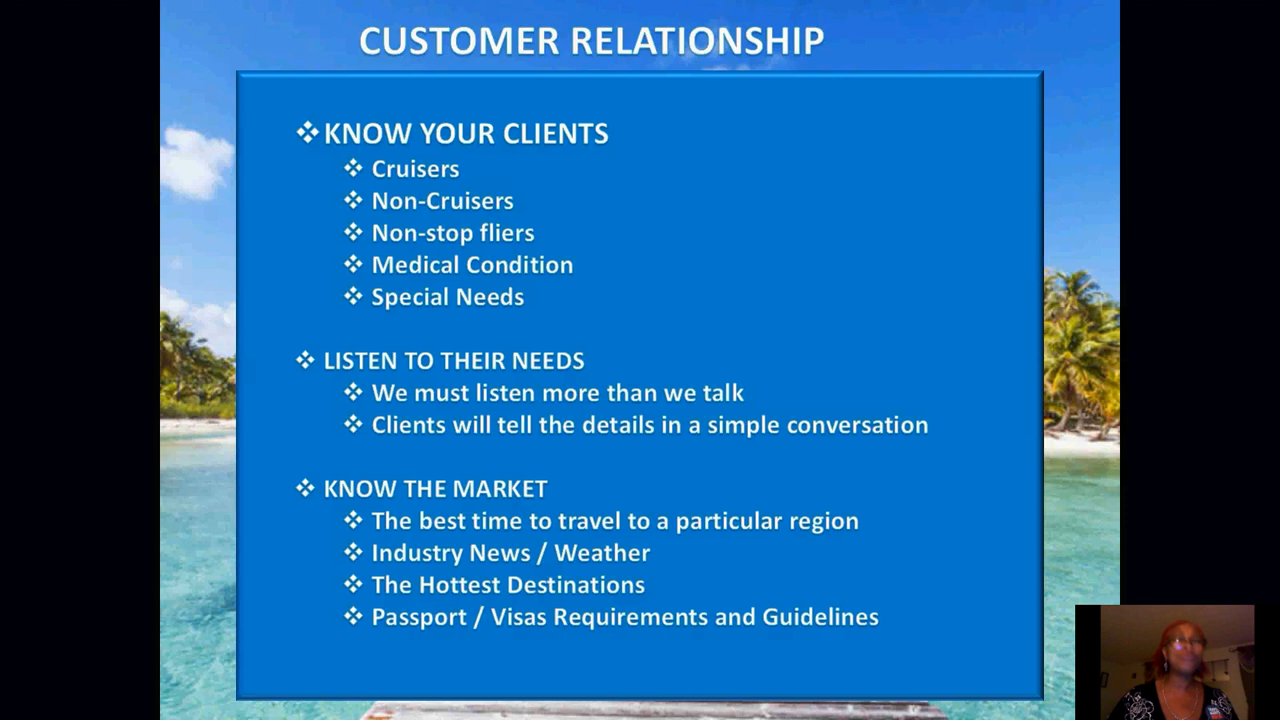 CUSTOMER RELATIONSHIP
❖KNOW YOUR CLIENTS
❖ Cruisers
❖ Non-Cruisers
❖ Non-stop fliers
❖ Medical Condition
❖ Special Needs
❖ LISTEN TO THEIR NEEDS
❖ We must listen more than we talk
❖ Clients will tell the details in a simple conversation
❖ KNOW THE MARKET
❖ The best time to travel to a particular region
❖ Industry News / Weather
❖ The Hottest Destinations
❖ Passport / Visas Requirements and Guidelines